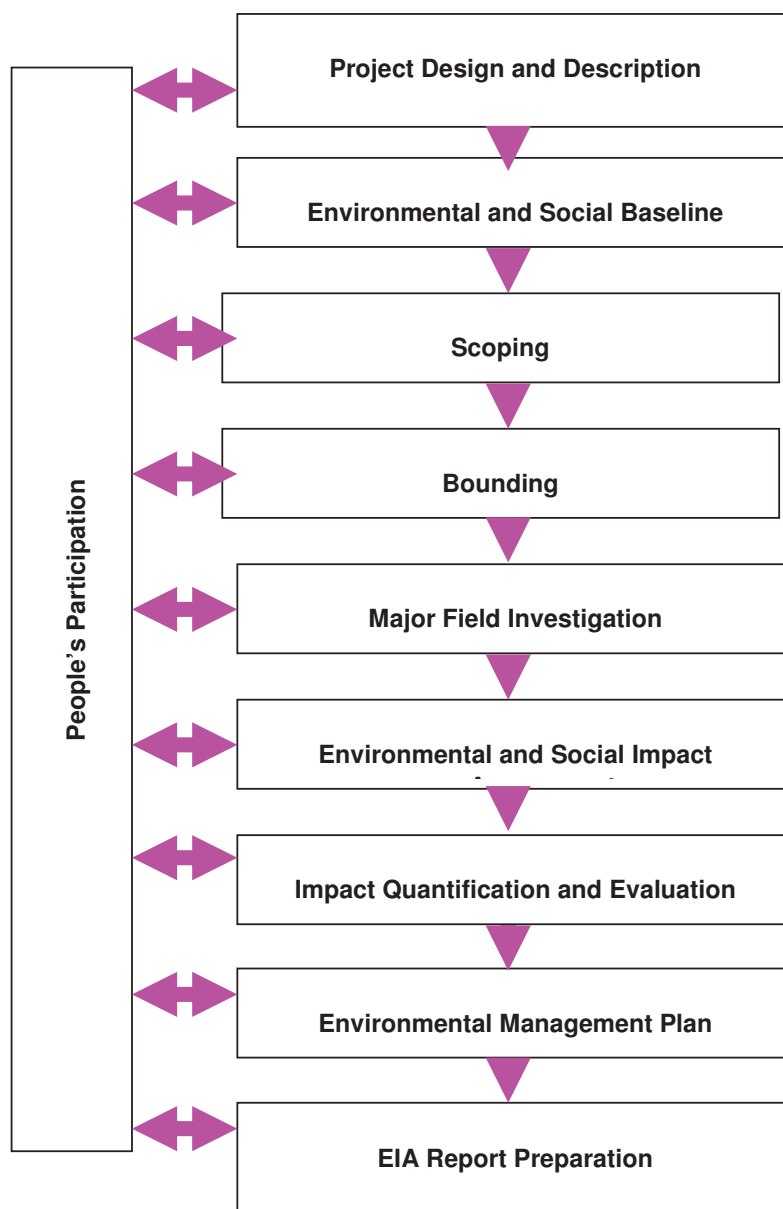 Project Design and Description
Environmental and Social Baseline
Scoping
Bounding
Major Field Investigation
Environmental and Social Impact
Impact Quantification and Evaluation
Environmental Management Plan
EIA Report Preparation
People’s Participation